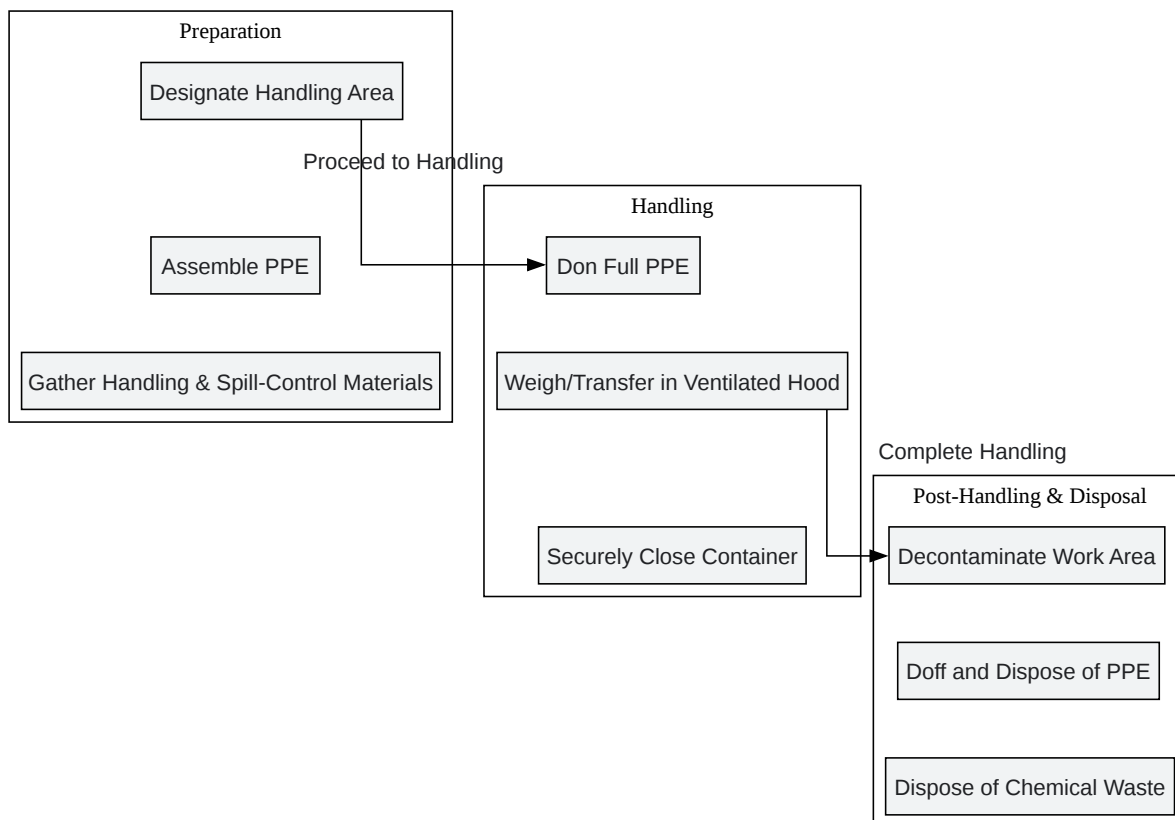 Preparation
Designate Handling Area
Proceed to Handling
Assemble PPE
Gather Handling & Spill-Control Materials
Handling
Don Full PPE
Weigh/Transfer in Ventilated Hood
Securely Close Container
Complete Handling
Post-Handling & Disposal
Decontaminate Work Area
Doff and Dispose of PPE
Dispose of Chemical Waste